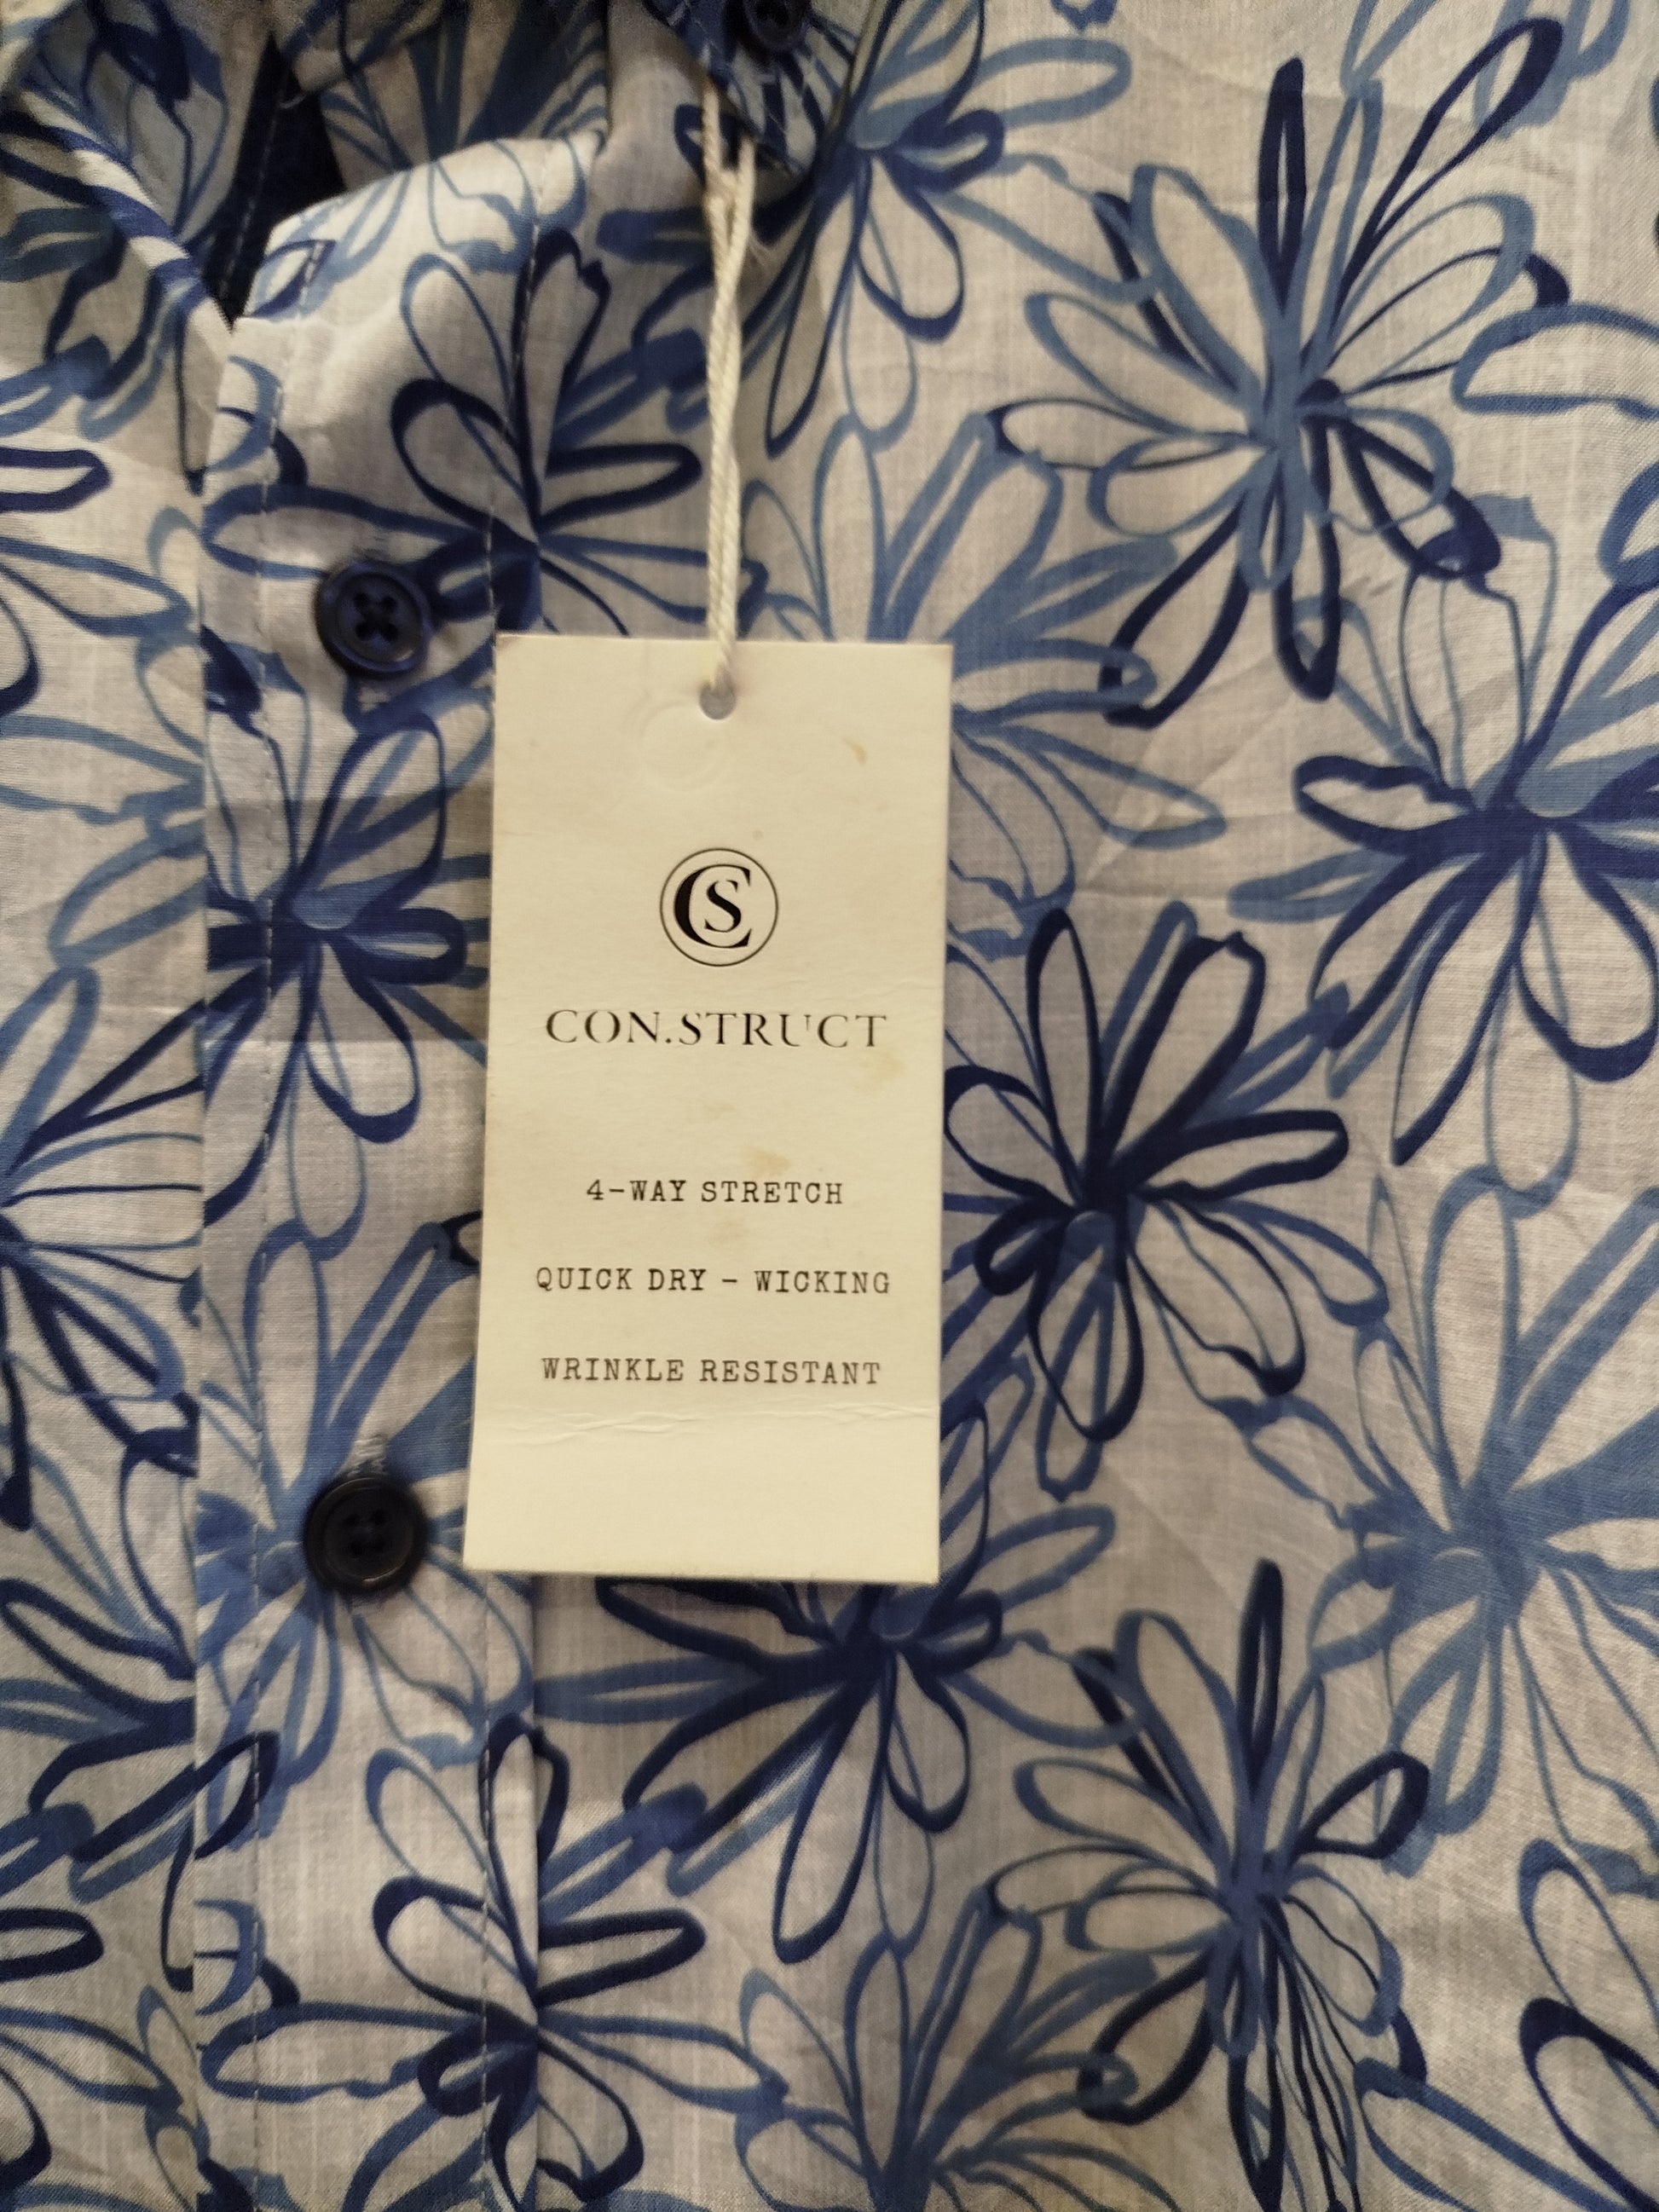 CS
CON.STRUCT
4-WAY STRETCH
QUICK DRY - WICKING
WRINKLE RESISTANT